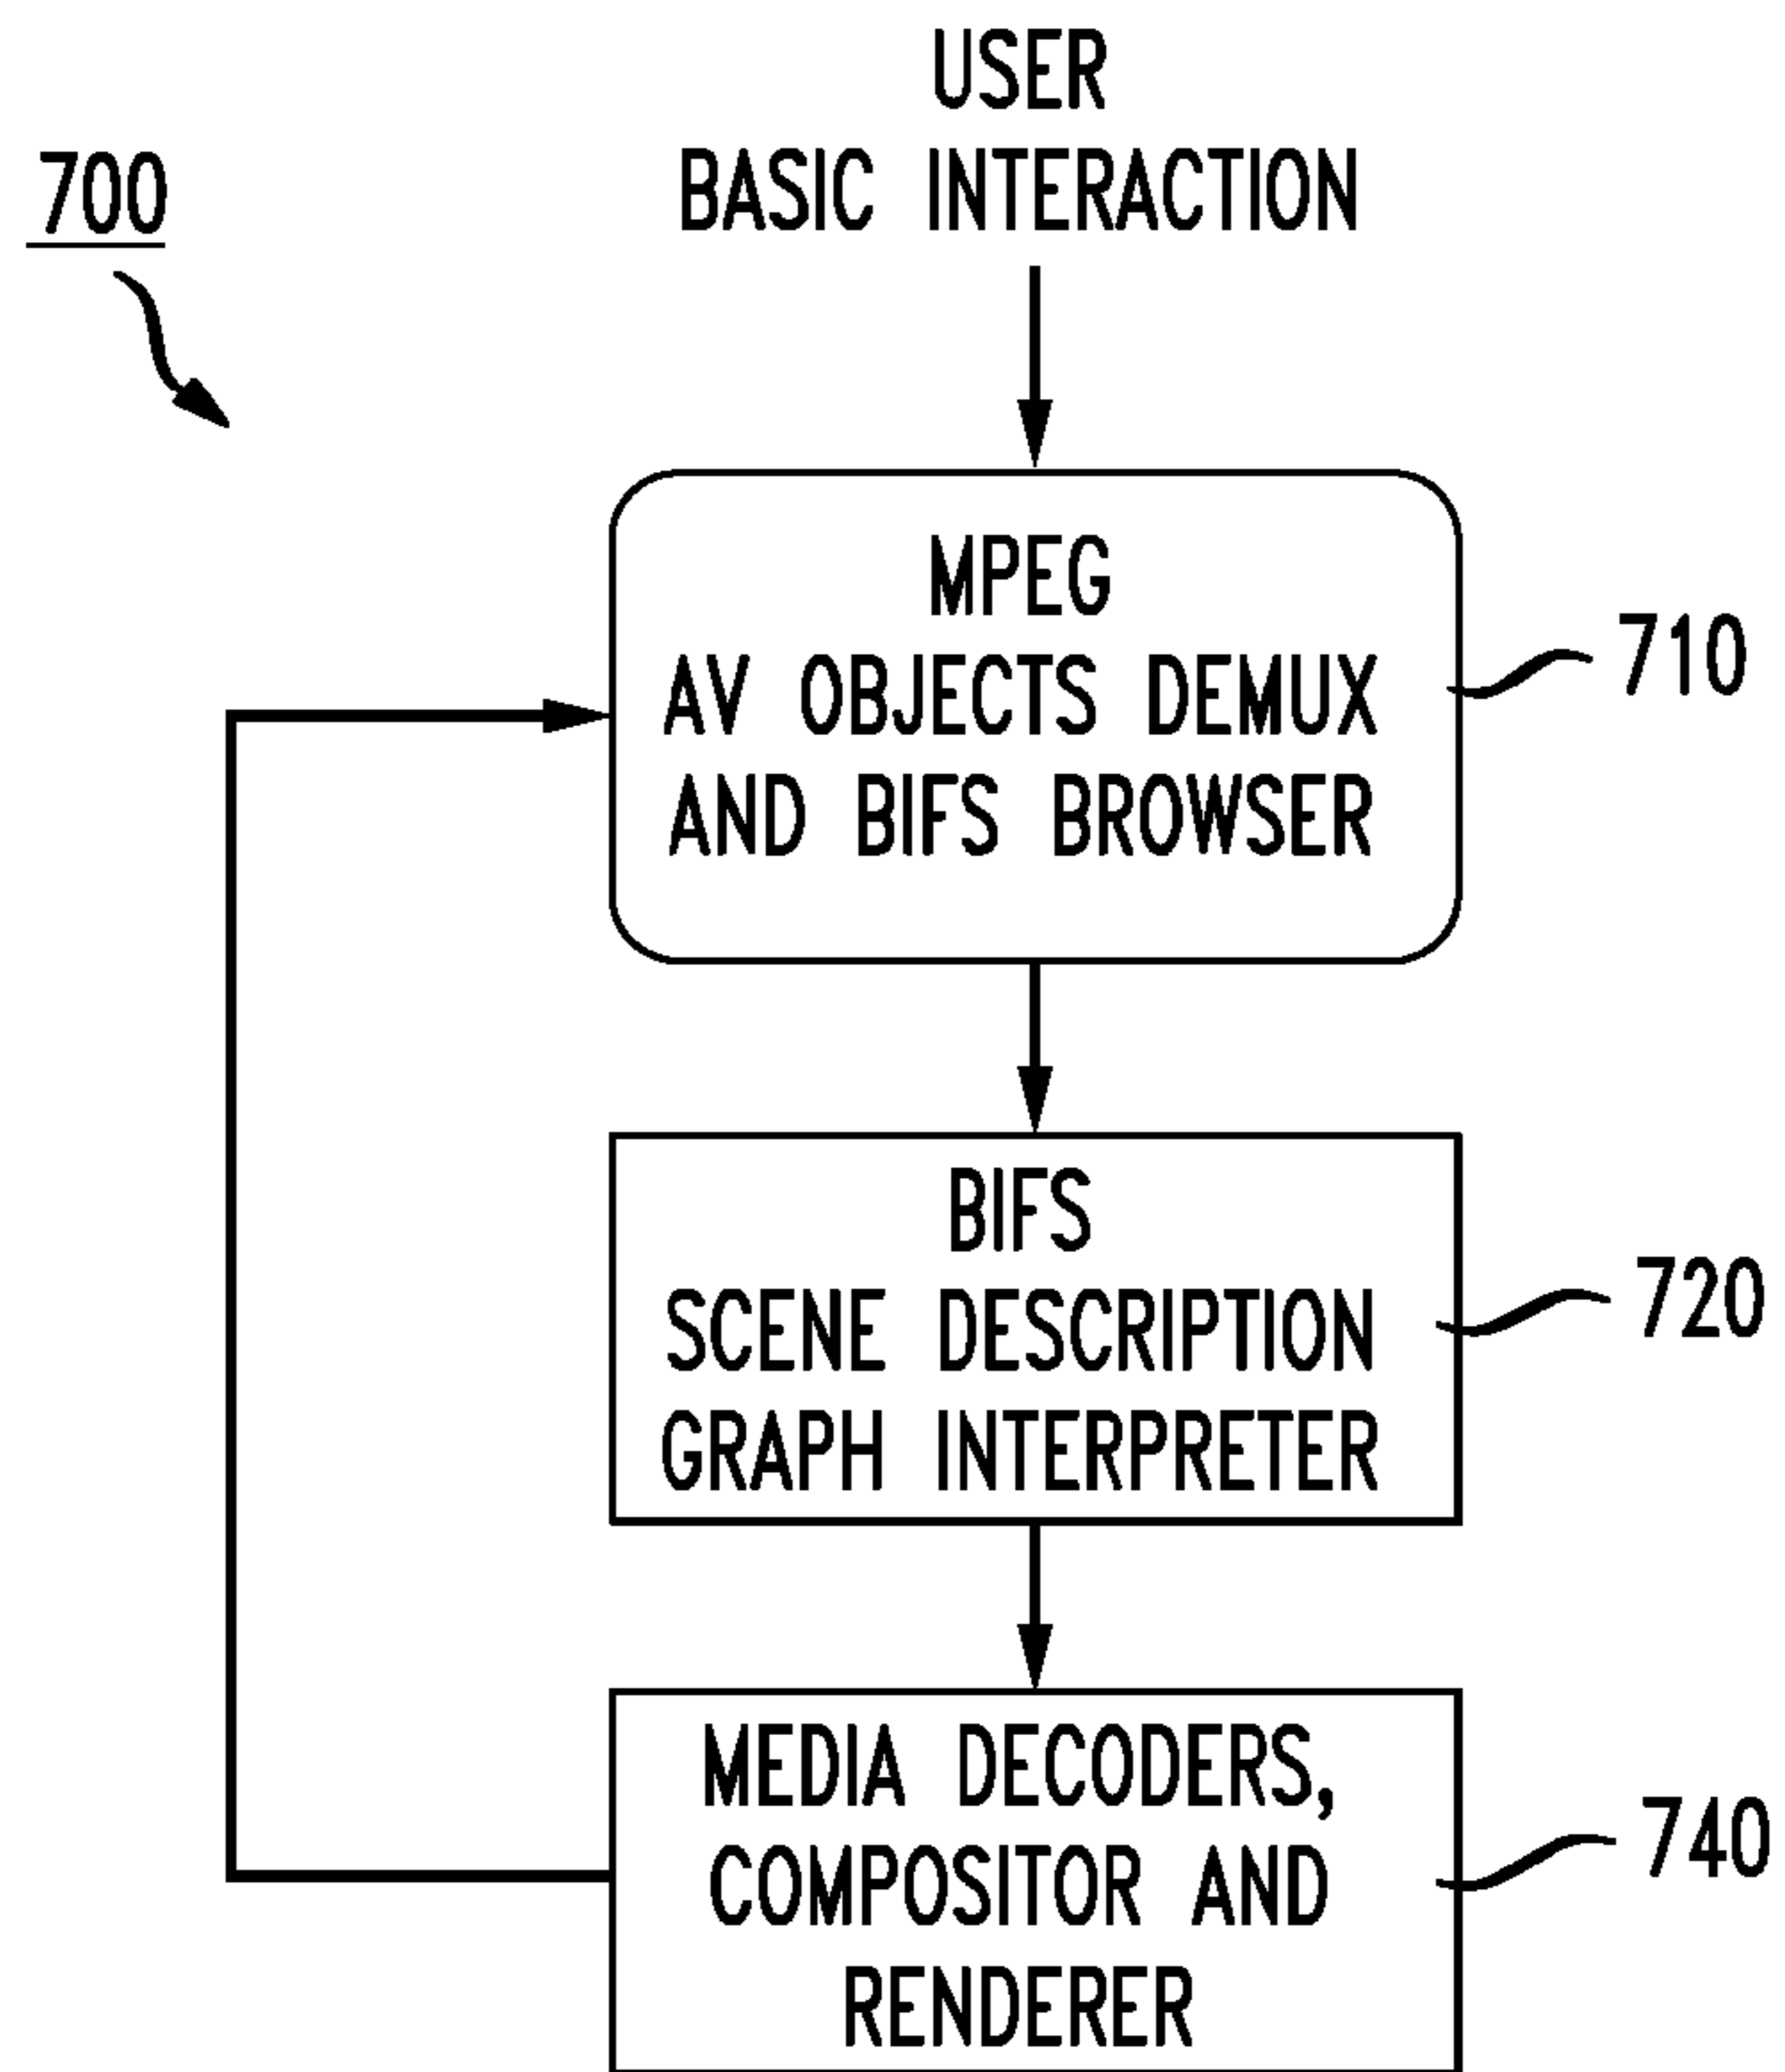 USER
BASIC INTERACTION
700
MPEG
AV OBJECTS DEMUX
AND BIFS BROWSER
710
BIFS
SCENE DESCRIPTION
GRAPH INTERPRETER
720
MEDIA DECODERS,
COMPOSITOR AND
RENDERER
740